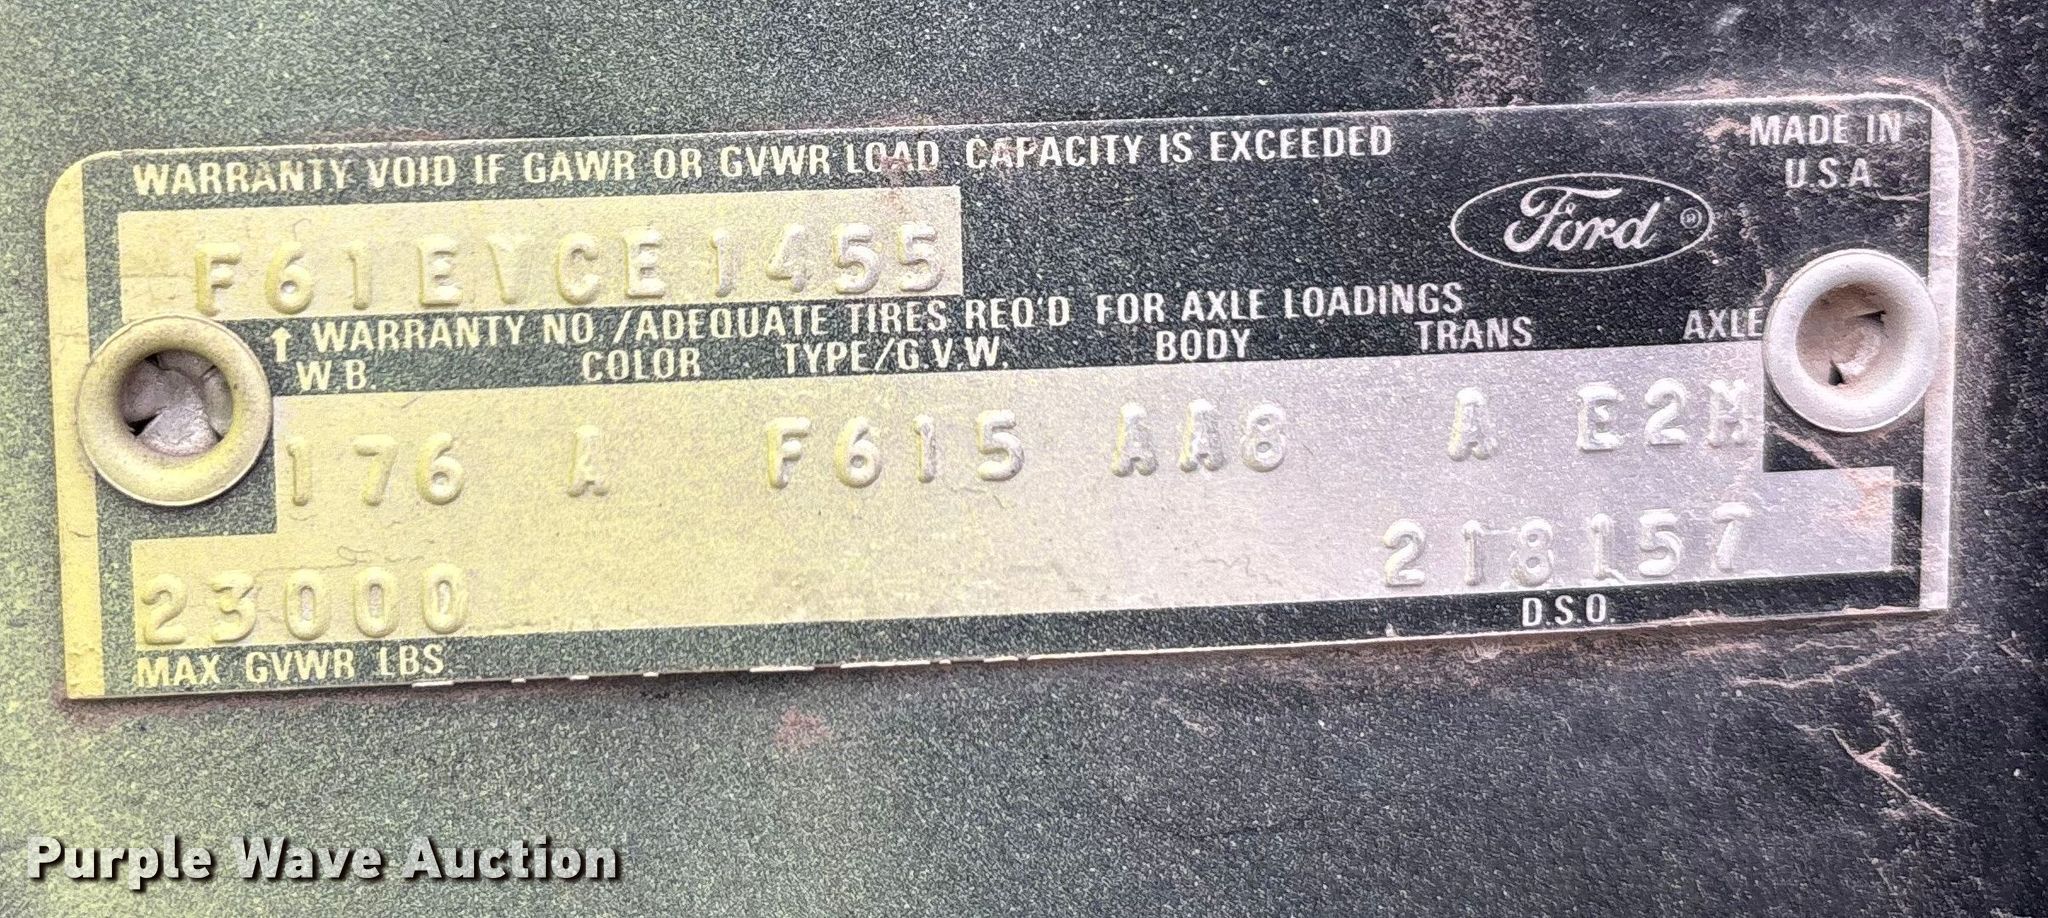 WARRANTY VOID IF GAWR OR GVWR LOAD CAPACITY IS EXCEEDED
MADE IN
U.S.A.
Ford ®
F61EVCE1455
↑ WARRANTY NO./ADEQUATE TIRES REQ'D FOR AXLE LOADINGS
W.B. COLOR TYPE/G.V.W. BODY TRANS AXLE
176 A F615 AA8 A E2M
218157
23000
D.S.O.
MAX GVWR LBS
Purple Wave Auction